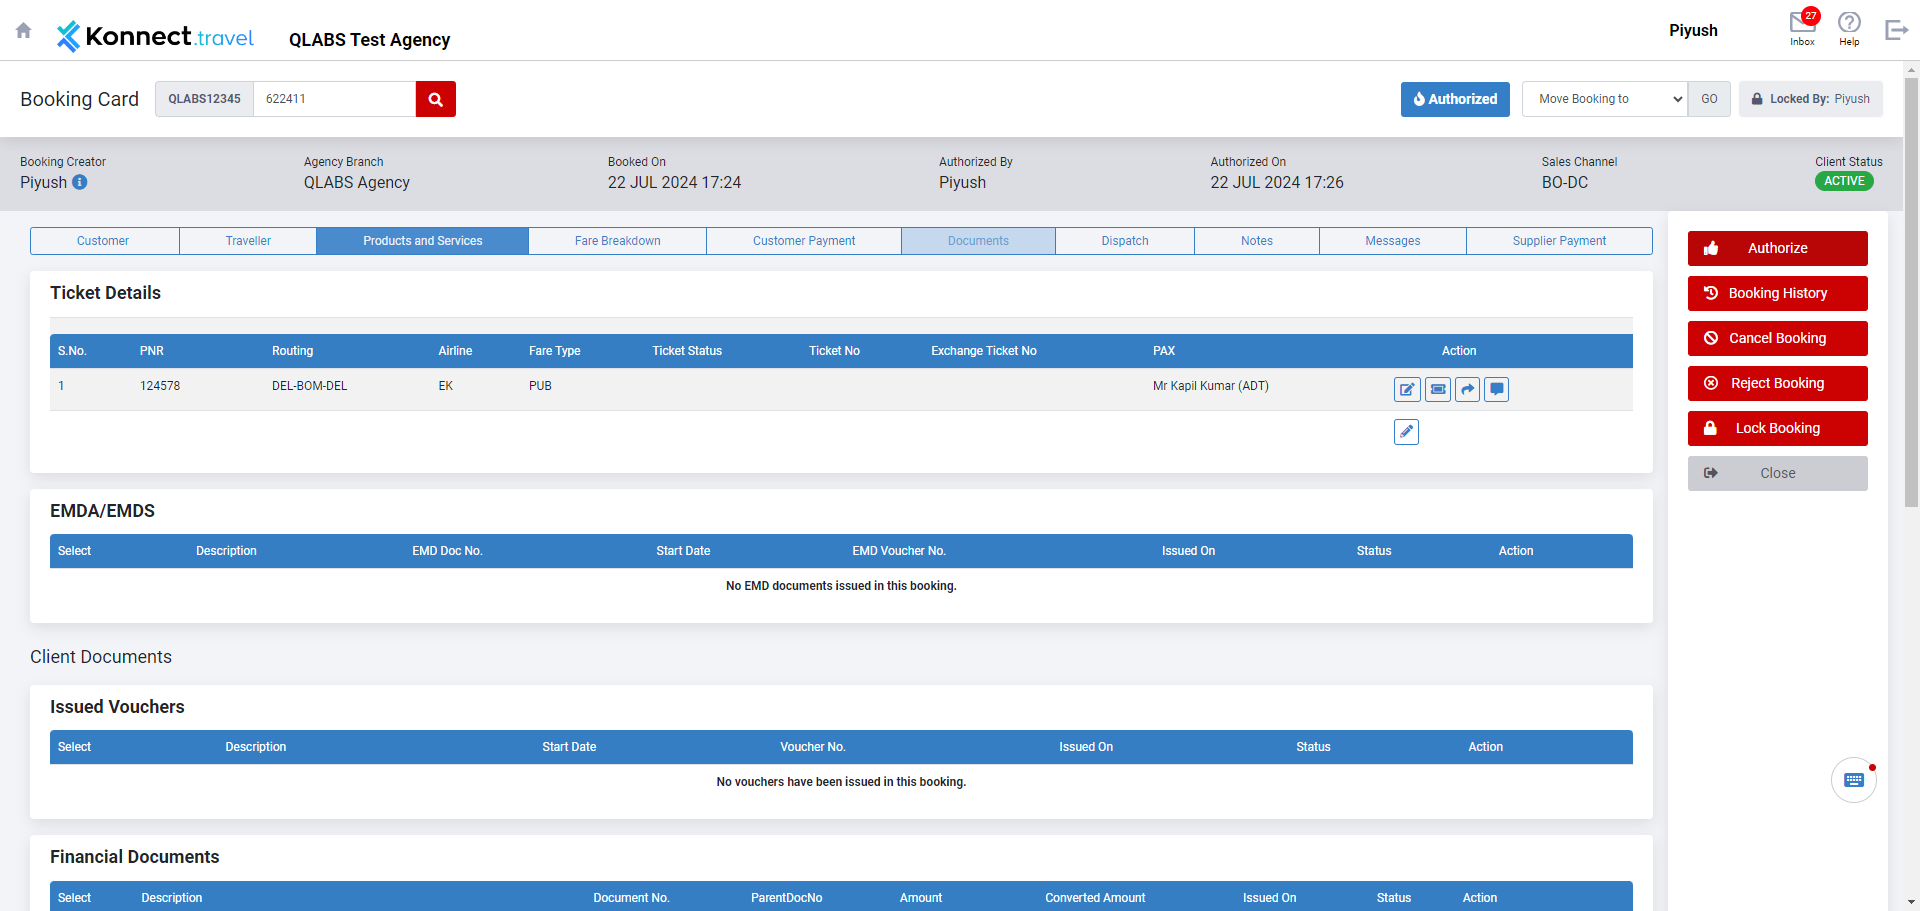 Konnect.travel QLABS Test Agency Piyush 27 Inbox Help
Booking Card QLABS12345 622411 Authorized Move Booking to GO Locked By: Piyush
Booking Creator Agency Branch Booked On Authorized By Authorized On Sales Channel Client Status
Piyush QLABS Agency 22 JUL 2024 17:24 Piyush 22 JUL 2024 17:26 BO-DC ACTIVE
Customer Traveller Products and Services Fare Breakdown Customer Payment Documents Dispatch Notes Messages Supplier Payment
Authorize
Booking History
Cancel Booking
Reject Booking
Lock Booking
Close
Ticket Details
S.No. PNR Routing Airline Fare Type Ticket Status Ticket No Exchange Ticket No PAX Action
1 124578 DEL-BOM-DEL EK PUB Mr Kapil Kumar (ADT)
EMDA/EMDS
Select Description EMD Doc No. Start Date EMD Voucher No. Issued On Status Action
No EMD documents issued in this booking.
Client Documents
Issued Vouchers
Select Description Start Date Voucher No. Issued On Status Action
No vouchers have been issued in this booking.
Financial Documents
Select Description Document No. ParentDocNo Amount Converted Amount Issued On Status Action